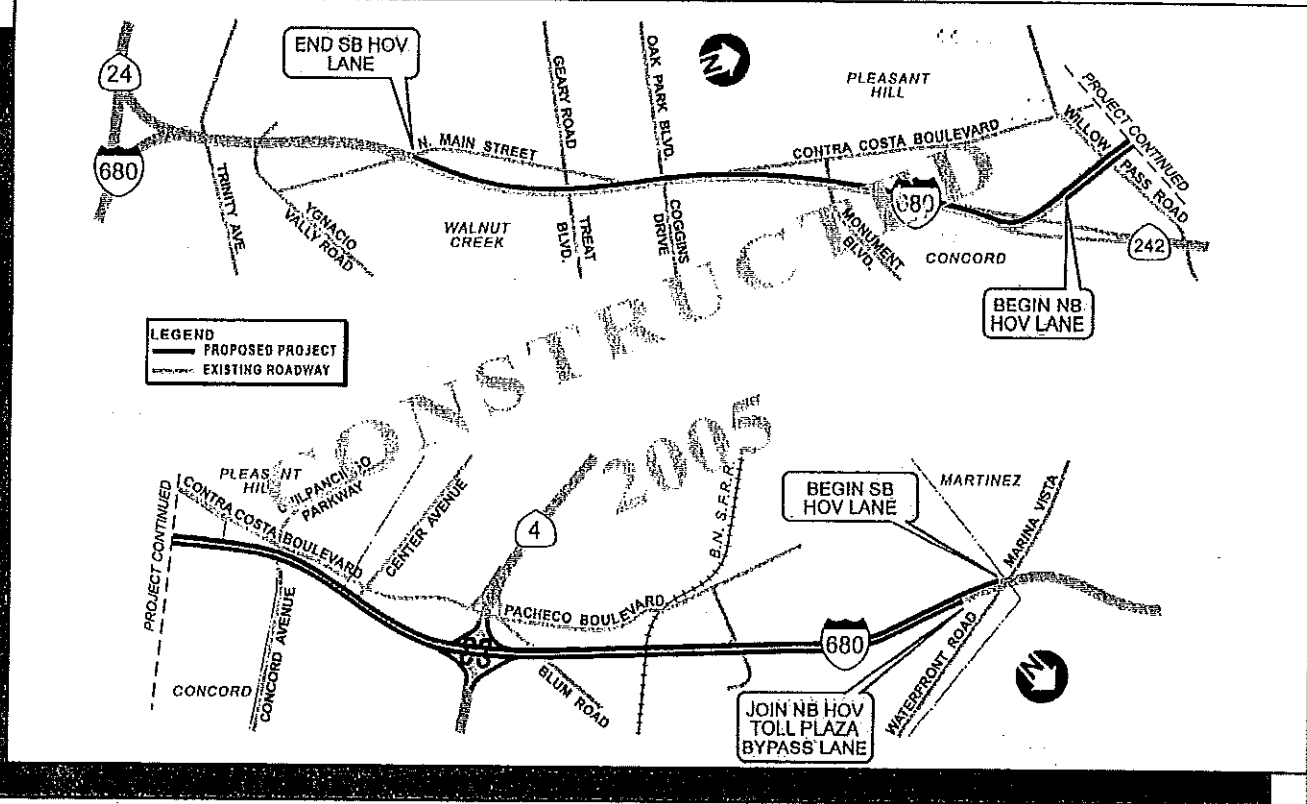 24
680
END SB HOV
LANE
TRINITY AVE.
YGNACIO
VALLY ROAD
N. MAIN STREET
WALNUT
CREEK
GEARY ROAD
TREAT
BLVD.
OAK PARK BLVD.
COGGINS
DRIVE
N
PLEASANT
HILL
CONTRA COSTA BOULEVARD
MONUMENT
BLVD.
680
CONCORD
WILLOW PASS ROAD
PROJECT CONTINUED
242
BEGIN NB
HOV LANE
LEGEND
PROPOSED PROJECT
EXISTING ROADWAY
CONSTRUCTED
2005
PROJECT CONTINUED
PLEASANT
HILL
CONTRA COSTA BOULEVARD
PARKWAY
CENTER AVENUE
CONCORD
CONCORD AVENUE
4
PACHECO BOULEVARD
BLUM ROAD
B.N. S.F. R.R.
BEGIN SB
HOV LANE
MARTINEZ
MARINA VISTA
680
WATERFRONT ROAD
JOIN NB HOV
TOLL PLAZA
BYPASS LANE
N